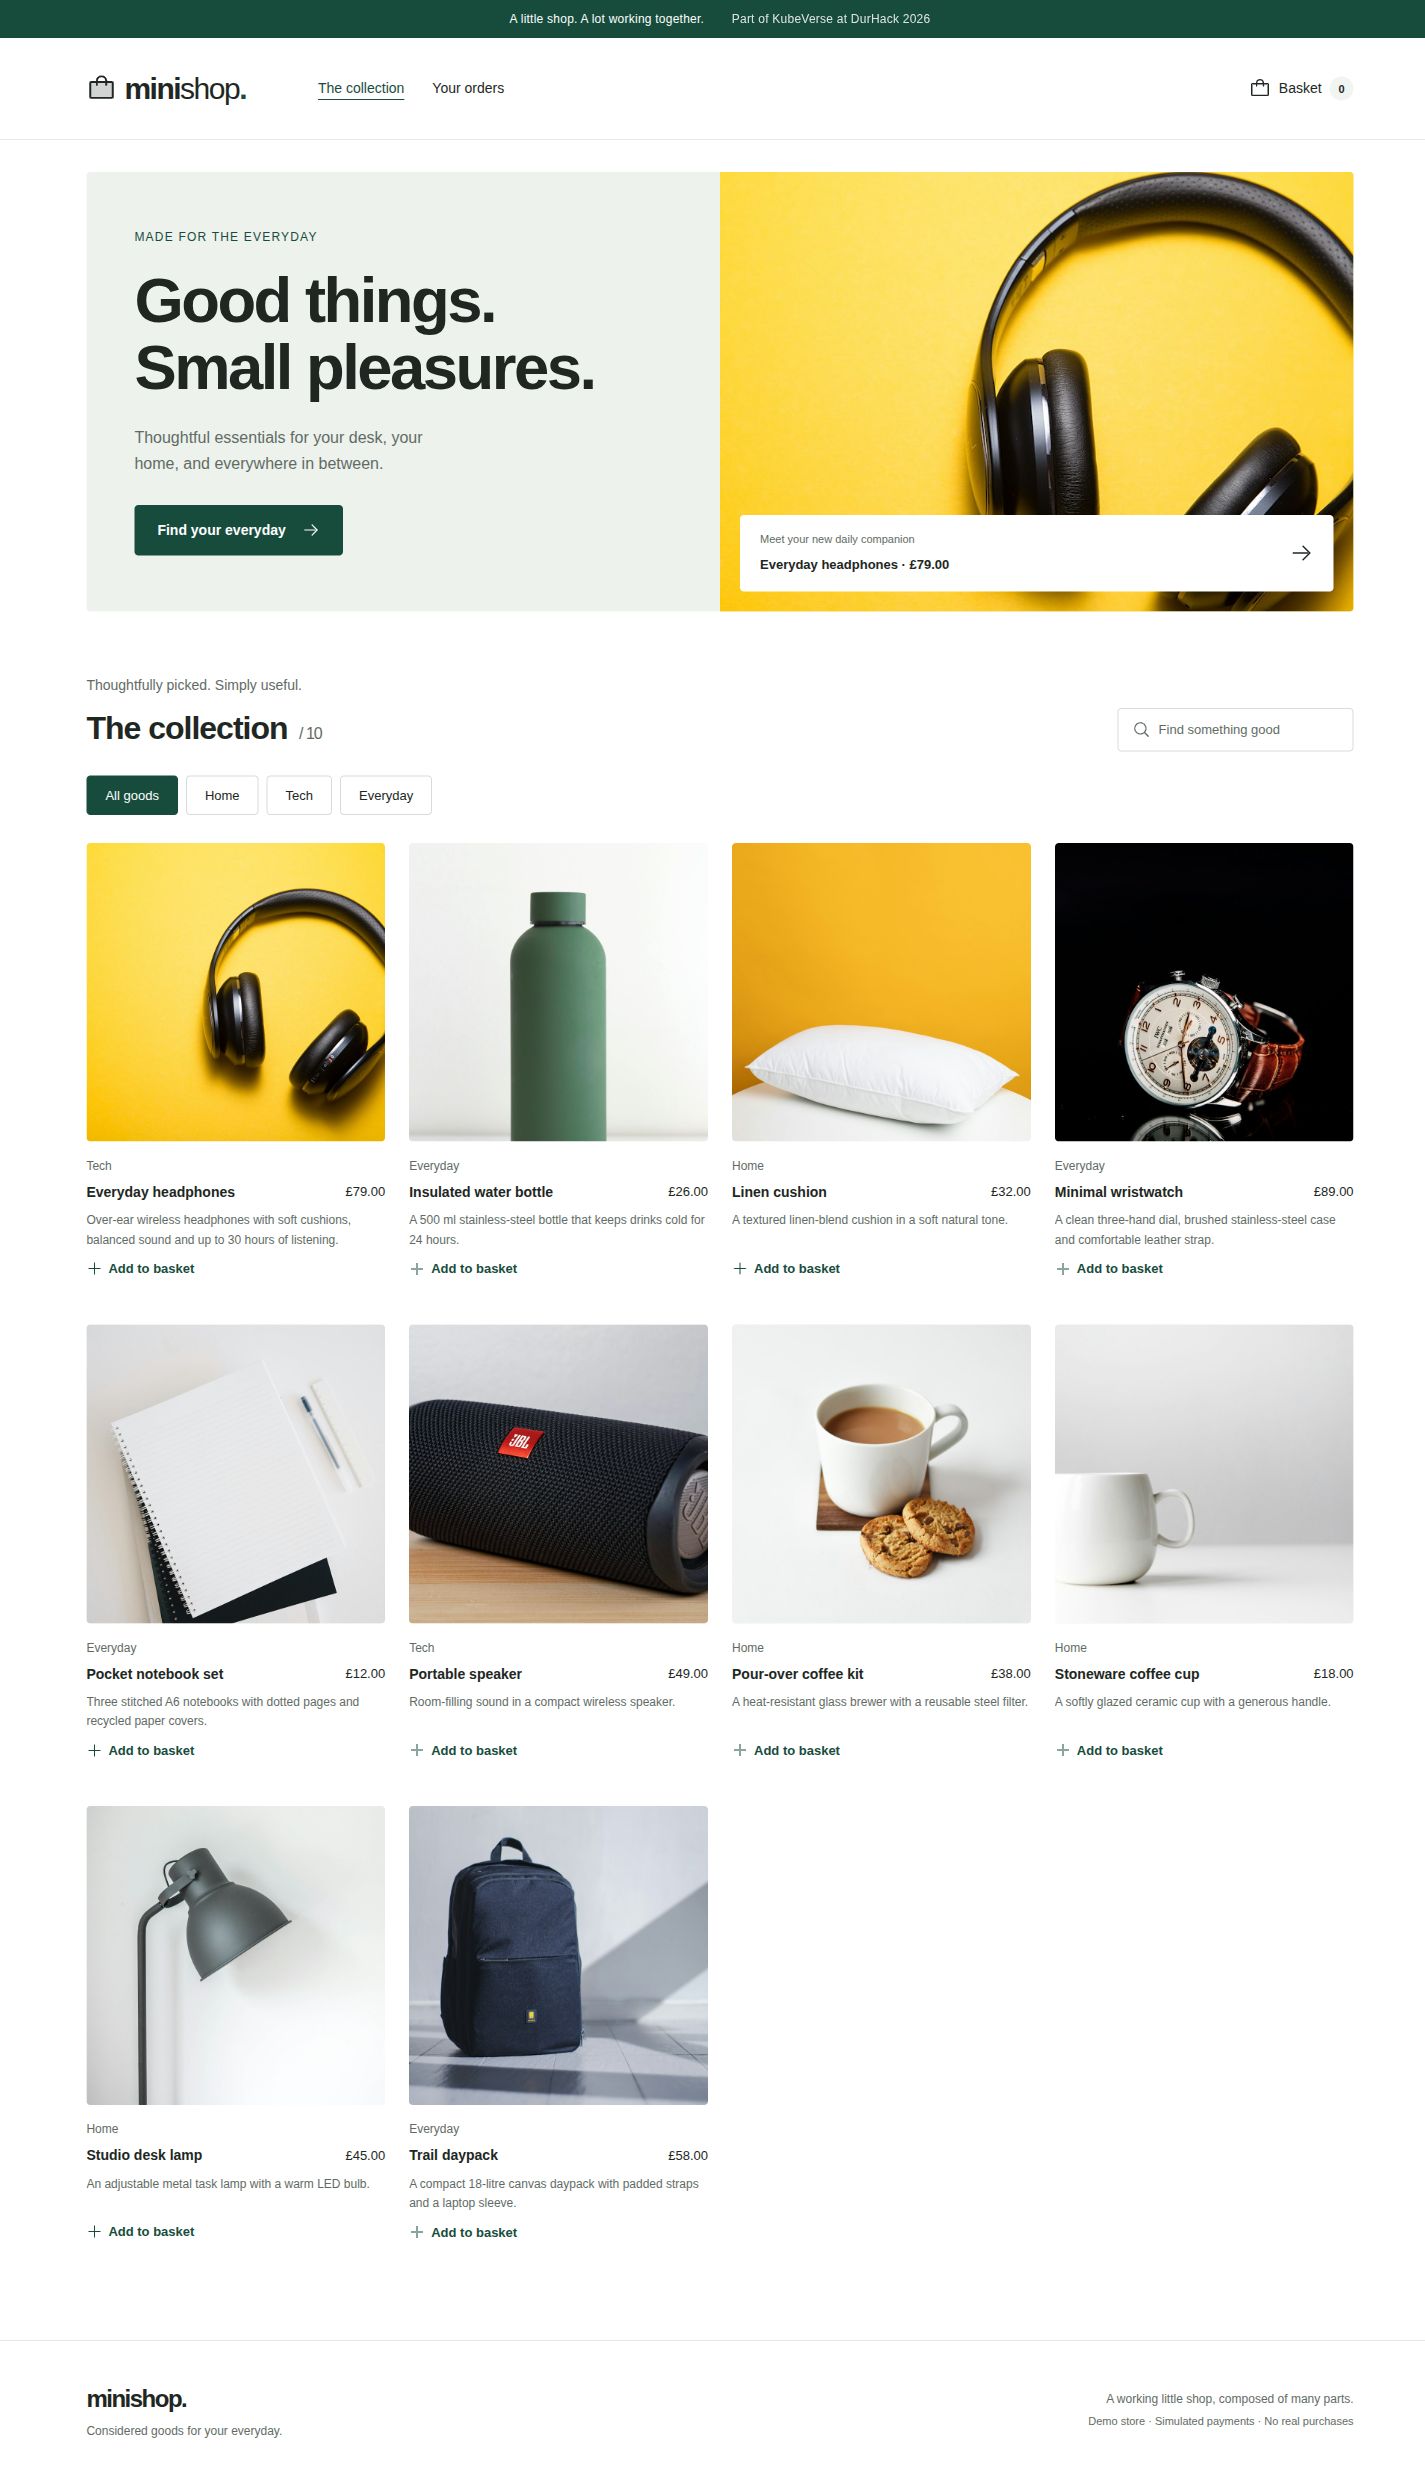 A little shop. A lot working together. Part of KubeVerse at DurHack 2026
minishop.
The collection
Your orders
Basket 0
MADE FOR THE EVERYDAY
Good things.
Small pleasures.
Thoughtful essentials for your desk, your
home, and everywhere in between.
Find your everyday
Meet your new daily companion
Everyday headphones · £79.00
Thoughtfully picked. Simply useful.
The collection / 10
Find something good
All goods
Home
Tech
Everyday
Tech
Everyday headphones £79.00
Over-ear wireless headphones with soft cushions,
balanced sound and up to 30 hours of listening.
Add to basket
Everyday
Insulated water bottle £26.00
A 500 ml stainless-steel bottle that keeps drinks cold for
24 hours.
Add to basket
Home
Linen cushion £32.00
A textured linen-blend cushion in a soft natural tone.
Add to basket
Everyday
Minimal wristwatch £89.00
A clean three-hand dial, brushed stainless-steel case
and comfortable leather strap.
Add to basket
Everyday
Pocket notebook set £12.00
Three stitched A6 notebooks with dotted pages and
recycled paper covers.
Add to basket
JBL
Tech
Portable speaker £49.00
Room-filling sound in a compact wireless speaker.
Add to basket
Home
Pour-over coffee kit £38.00
A heat-resistant glass brewer with a reusable steel filter.
Add to basket
Home
Stoneware coffee cup £18.00
A softly glazed ceramic cup with a generous handle.
Add to basket
Home
Studio desk lamp £45.00
An adjustable metal task lamp with a warm LED bulb.
Add to basket
Everyday
Trail daypack £58.00
A compact 18-litre canvas daypack with padded straps
and a laptop sleeve.
Add to basket
minishop.
Considered goods for your everyday.
A working little shop, composed of many parts.
Demo store · Simulated payments · No real purchases